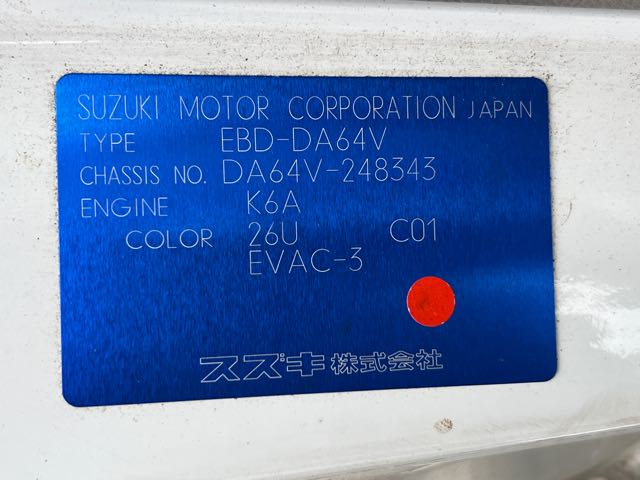 SUZUKI MOTOR CORPORATION JAPAN
TYPE EBD-DA64V
CHASSIS NO. DA64V-248343
ENGINE K6A
COLOR 26U C01
EVAC-3
スズキ株式会社